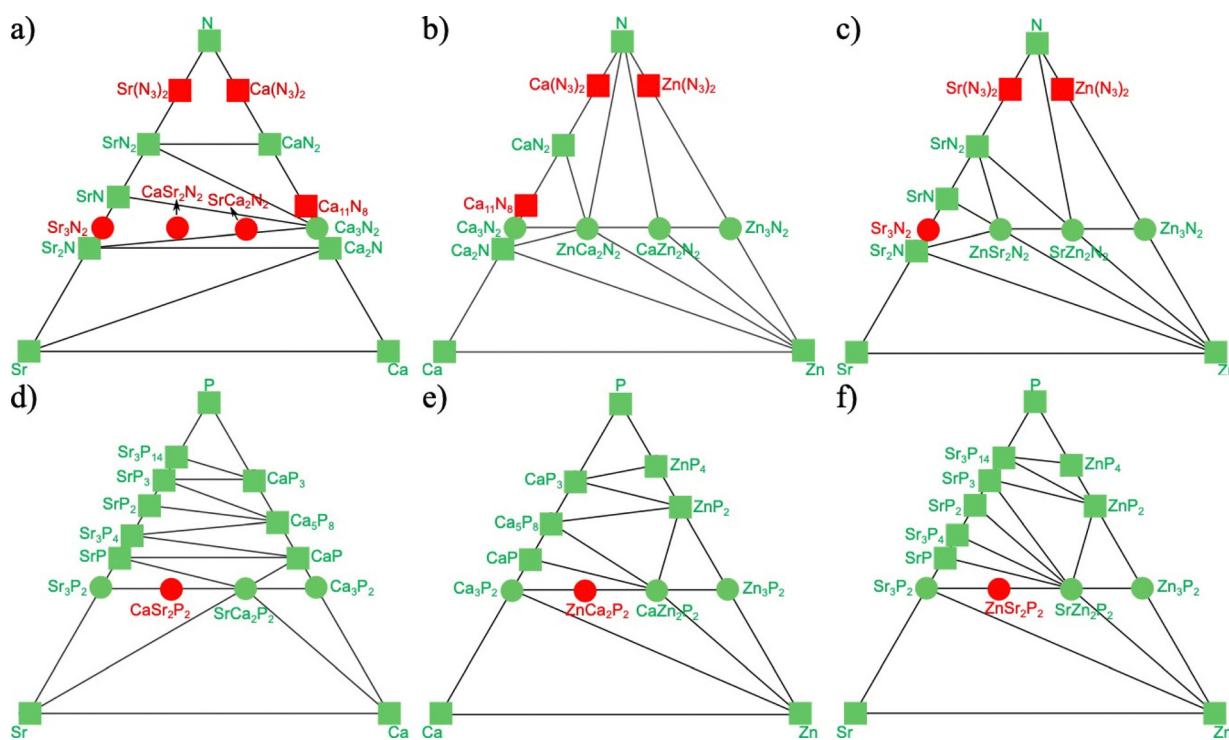 a)
N
Sr(N₃)₂
Ca(N₃)₂
SrN₂
CaN₂
SrN
CaSr₂N₂
SrCa₂N₂
Ca₁₁N₈
Sr₃N₂
Ca₃N₂
Sr₂N
Ca₂N
Sr
Ca
b)
N
Ca(N₃)₂
Zn(N₃)₂
CaN₂
Ca₁₁N₈
Ca₃N₂
Zn₃N₂
Ca₂N
ZnCa₂N₂
CaZn₂N₂
Ca
Zn
c)
N
Sr(N₃)₂
Zn(N₃)₂
SrN₂
SrN
Sr₃N₂
Zn₃N₂
Sr₂N
ZnSr₂N₂
SrZn₂N₂
Sr
Zn
d)
P
Sr₃P₁₄
SrP₃
CaP₃
SrP₂
Ca₅P₈
Sr₃P₄
SrP
CaP
Sr₃P₂
Ca₃P₂
CaSr₂P₂
SrCa₂P₂
Sr
Ca
e)
P
ZnP₄
CaP₃
ZnP₂
Ca₅P₈
CaP
Ca₃P₂
Zn₃P₂
ZnCa₂P₂
CaZn₂P₂
Ca
Zn
f)
P
Sr₃P₁₄
ZnP₄
SrP₃
SrP₂
ZnP₂
Sr₃P₄
SrP
Sr₃P₂
Zn₃P₂
ZnSr₂P₂
SrZn₂P₂
Sr
Zn